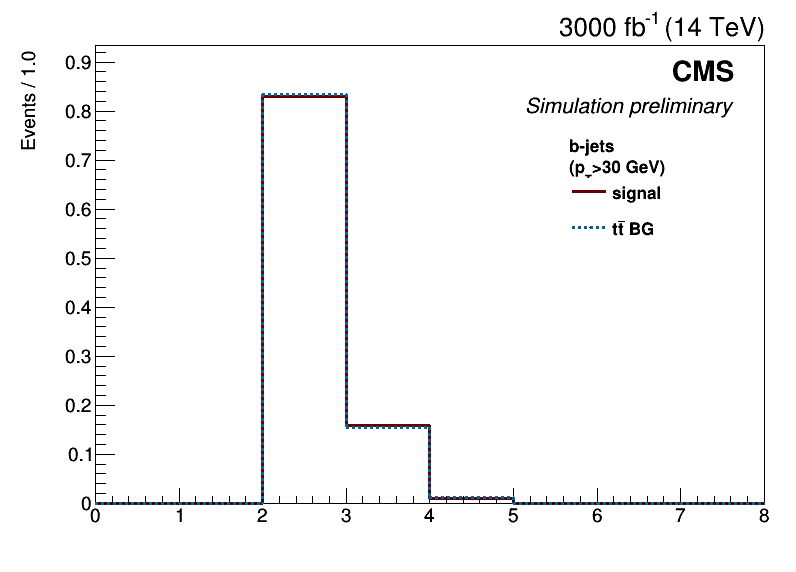 3000 fb-1 (14 TeV)
Events / 1.0
CMS
Simulation preliminary
b-jets
(pT>30 GeV)
signal
tt̄ BG
0.9
0.8
0.7
0.6
0.5
0.4
0.3
0.2
0.1
0
0 1 2 3 4 5 6 7 8